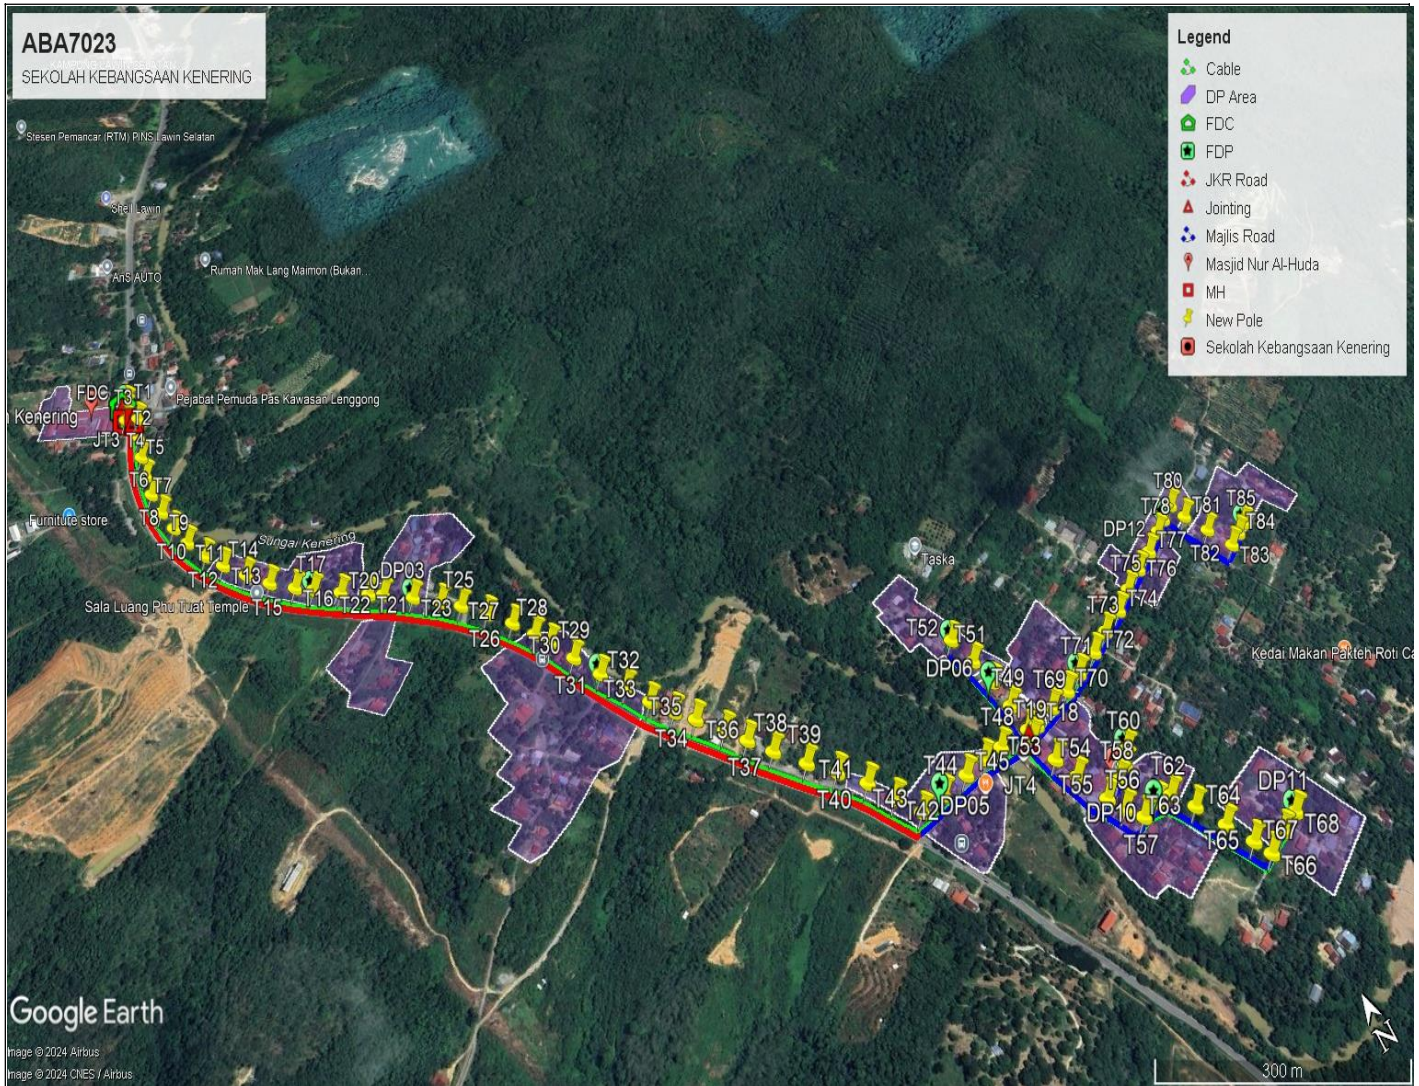 ABA7023
SEKOLAH KEBANGSAAN KENERING
Legend
Cable
DP Area
FDC
FDP
JKR Road
Jointing
Majlis Road
Masjid Nur Al-Huda
MH
New Pole
Sekolah Kebangsaan Kenering
Stesen Pemancar (RTM) PINS Lawin Selatan
Shell Lawin
AnS AUTO
Rumah Mak Lang Maimon (Bukan...
Pejabat Pemuda Pas Kawasan Lenggong
FDC
T3
T1
T2
Kenering
JT3
T4
T5
T6
T7
T8
T9
Furniture store
T10
T11
T14
T12
T13
Sungai Kenering
T17
T16
T15
Sala Luang Phu Tuat Temple
DP03
T20
T22
T21
T23
T25
T27
T26
T28
T29
T30
T31
T32
T33
T35
T34
T36
T38
T37
T39
T41
T40
T43
T42
T44
DP05
T45
JT4
Taska
T52
T51
DP06
T49
T48
T19
T18
T53
T54
T55
T69
T70
T71
T72
T73
T74
T75
T76
DP12
T77
T78
T80
T81
T82
T85
T84
T83
Kedai Makan Pakteh Roti Ca
T60
T58
T56
DP10
T57
T62
T63
T64
T65
T67
T66
DP11
T68
Google Earth
Image © 2024 Airbus
Image © 2024 CNES / Airbus
N
300 m